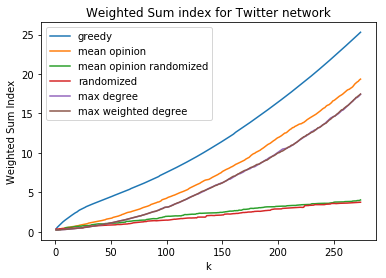 Weighted Sum index for Twitter network
greedy
mean opinion
mean opinion randomized
randomized
max degree
max weighted degree
Weighted Sum Index
25
20
15
10
5
0
0
50
100
150
200
250
k